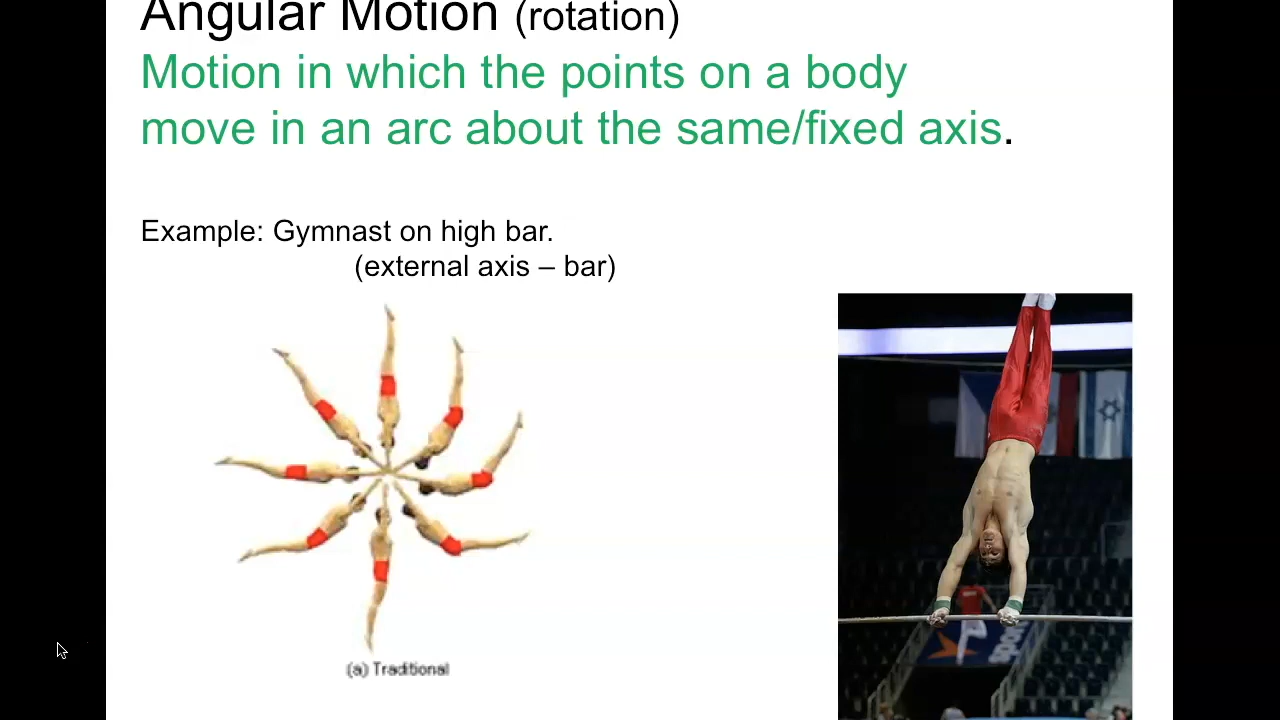 Angular Motion (rotation)
Motion in which the points on a body
move in an arc about the same/fixed axis.
Example: Gymnast on high bar.
(external axis – bar)
(a) Traditional